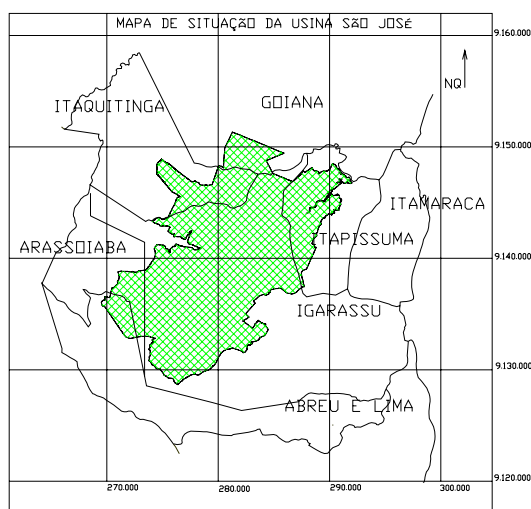 MAPA DE SITUAÇÃO DA USINA SÃO JOSÉ
9.160.000
NQ
ITAQUITINGA
GOIANA
9.150.000
ITAMARACA
ARASSOIABA
ITAPISSUMA
9.140.000
IGARASSU
9.130.000
ABREU E LIMA
9.120.000
270.000
280.000
290.000
300.000